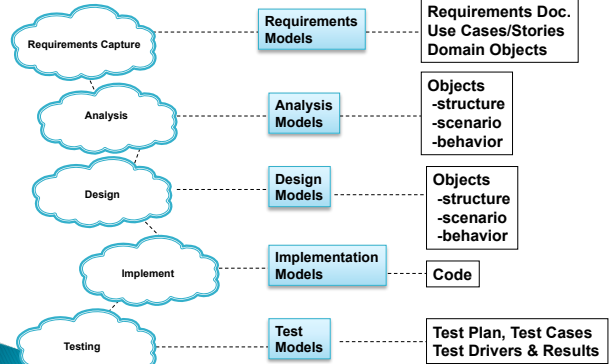 Requirements Capture
Requirements
Models
Requirements Doc.
Use Cases/Stories
Domain Objects
Analysis
Analysis
Models
Objects
-structure
-scenario
-behavior
Design
Design
Models
Objects
-structure
-scenario
-behavior
Implement
Implementation
Models
Code
Testing
Test
Models
Test Plan, Test Cases
Test Drivers & Results